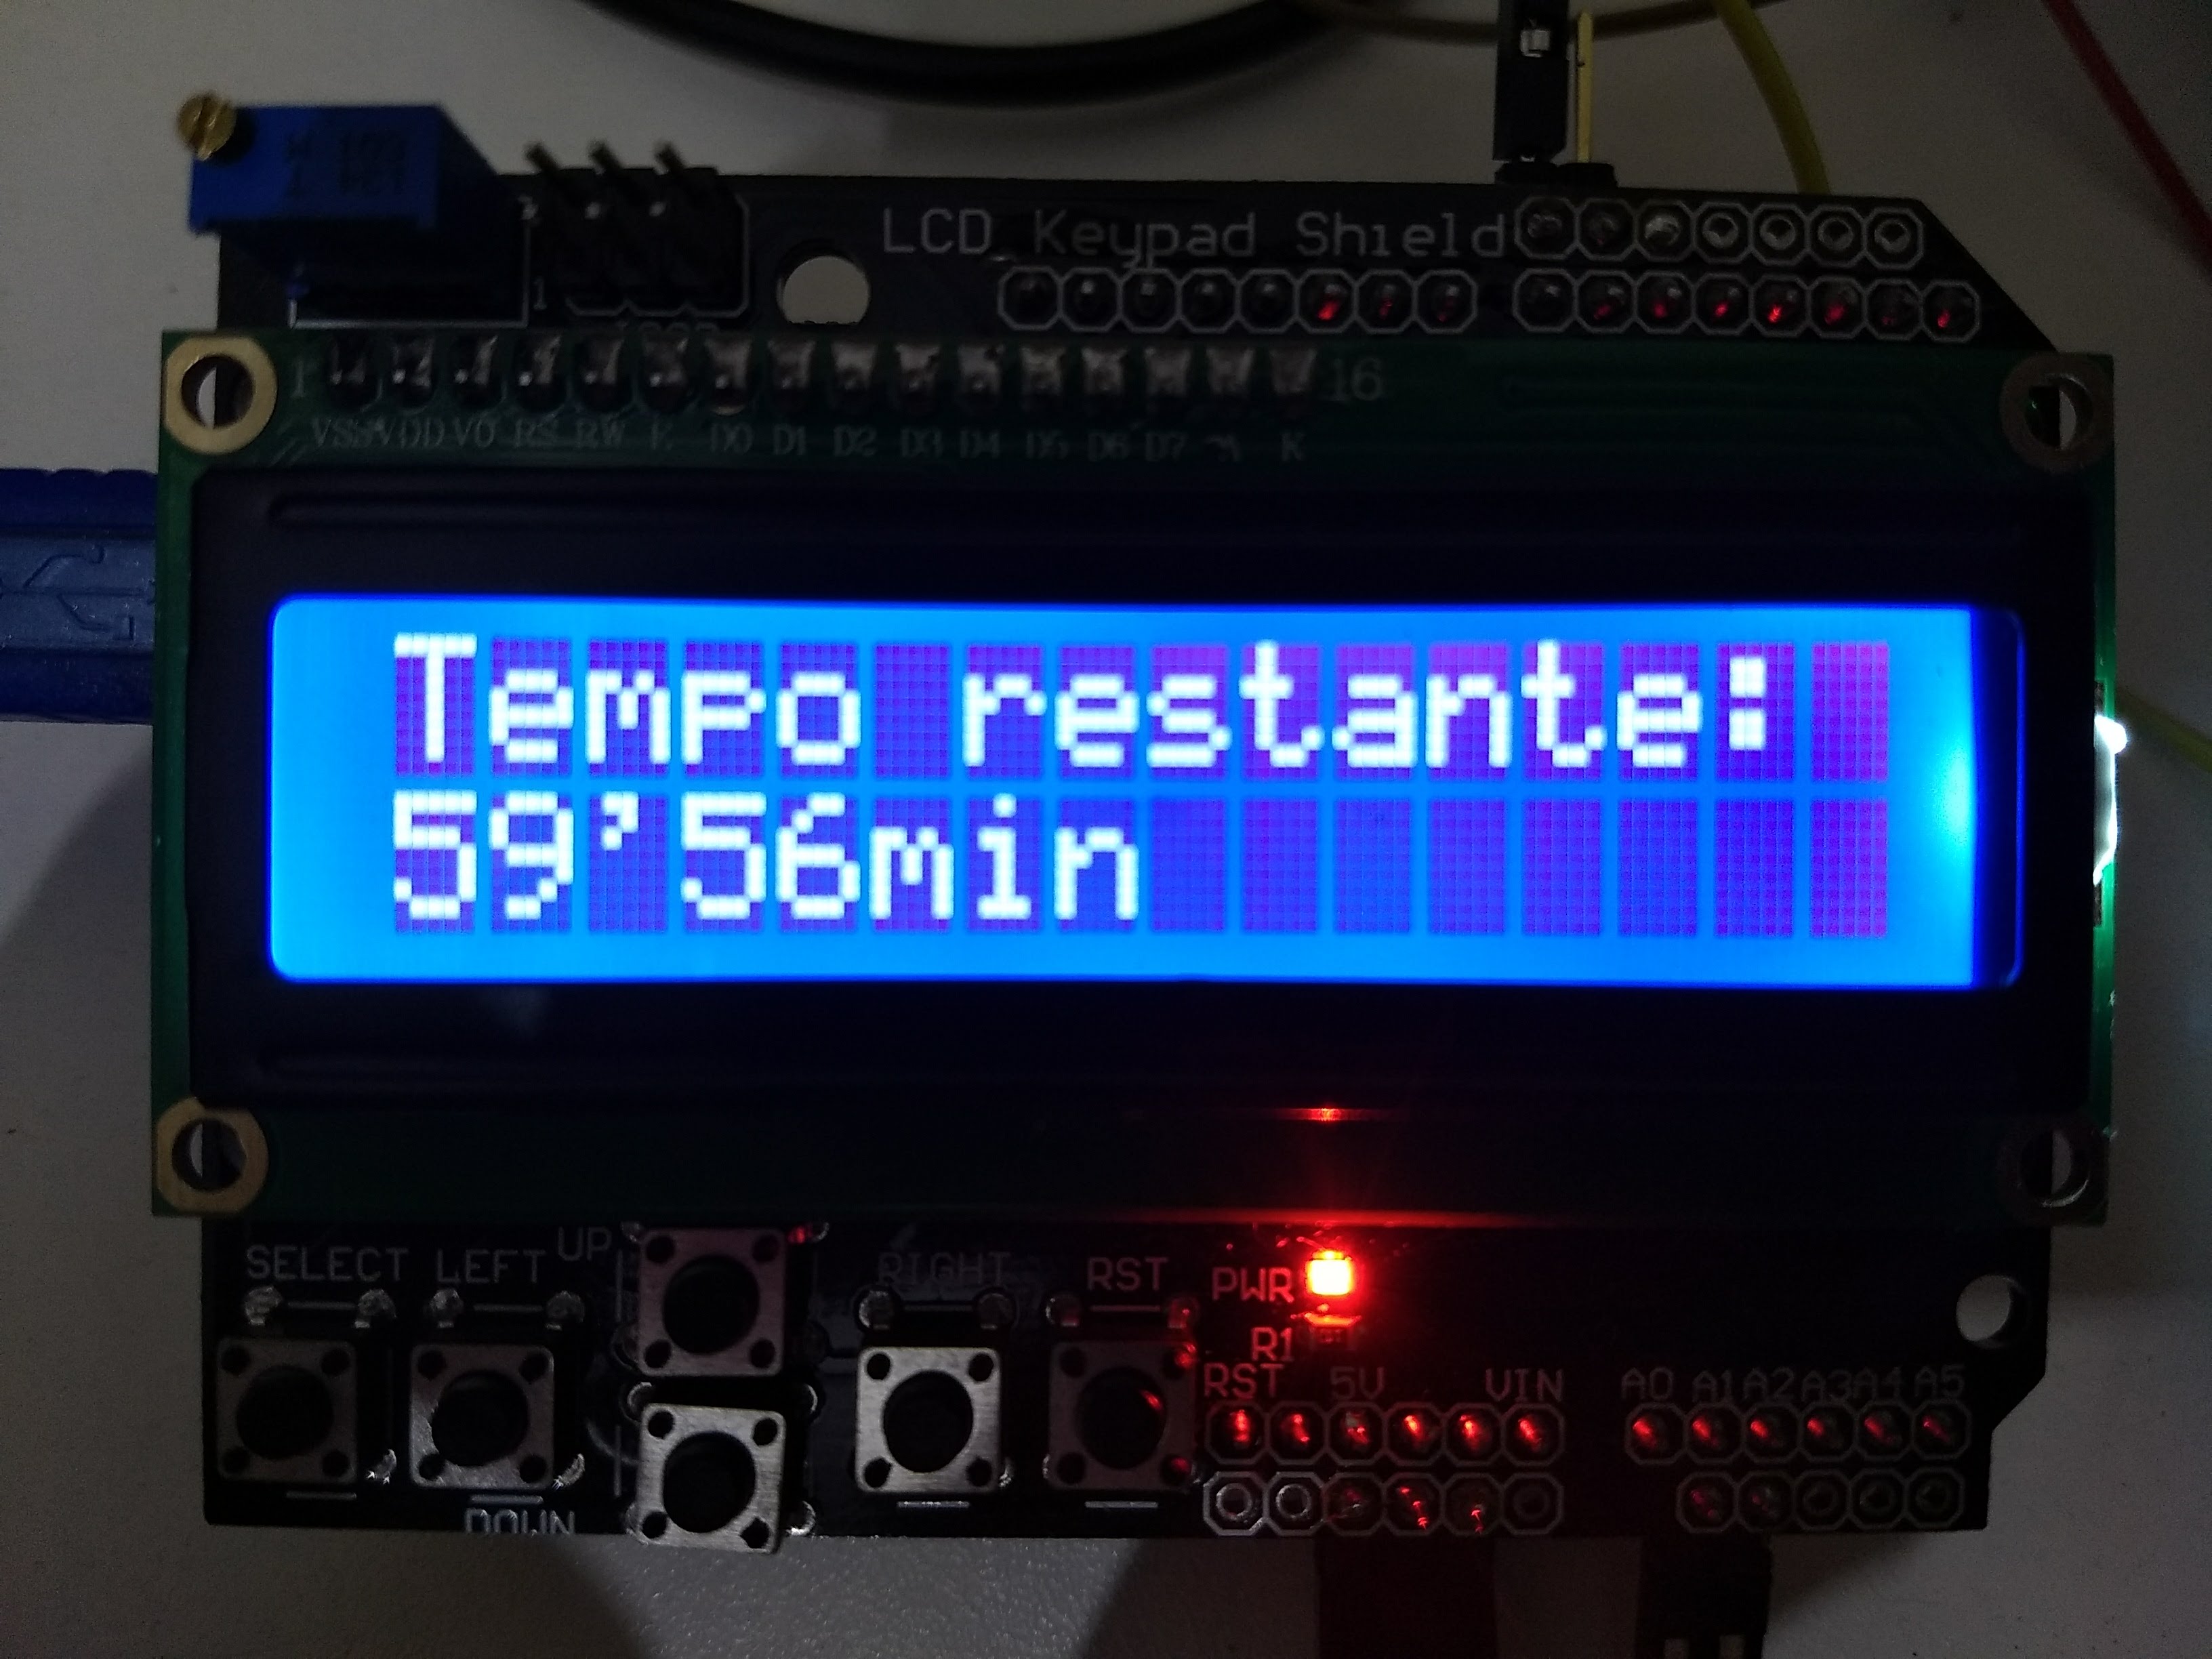 LCD Keypad Shield
1
1
16
VSS VDD VO RS RW E D0 D1 D2 D3 D4 D5 D6 D7 A K
Tempo restante:
59'56min
SELECT LEFT UP RIGHT RST PWR
R1
RST 5V VIN A0 A1 A2 A3 A4 A5
DOWN